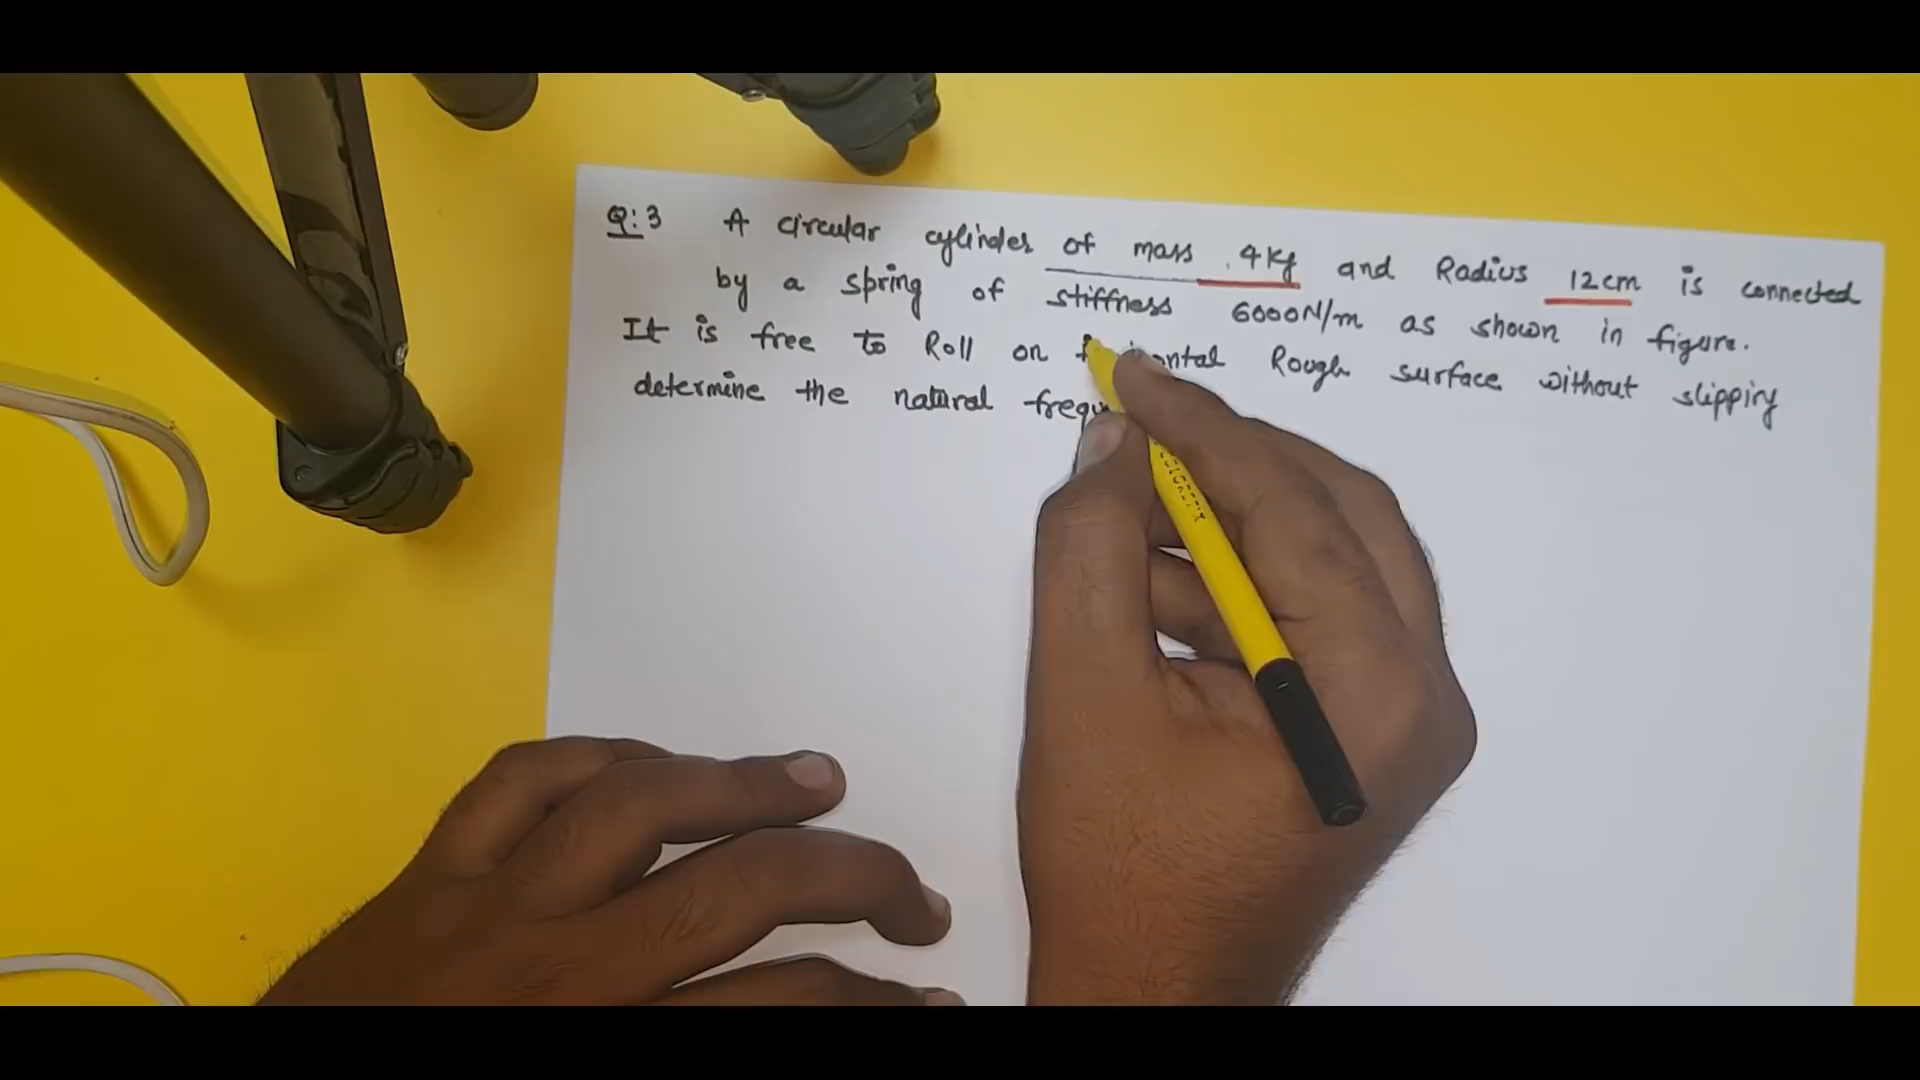 Q:3 A circular cylinder of mass 4kg and Radius 12cm is connected
by a spring of stiffness 6000N/m as shown in figure.
It is free to Roll on Rough surface without slipping
determine the natural